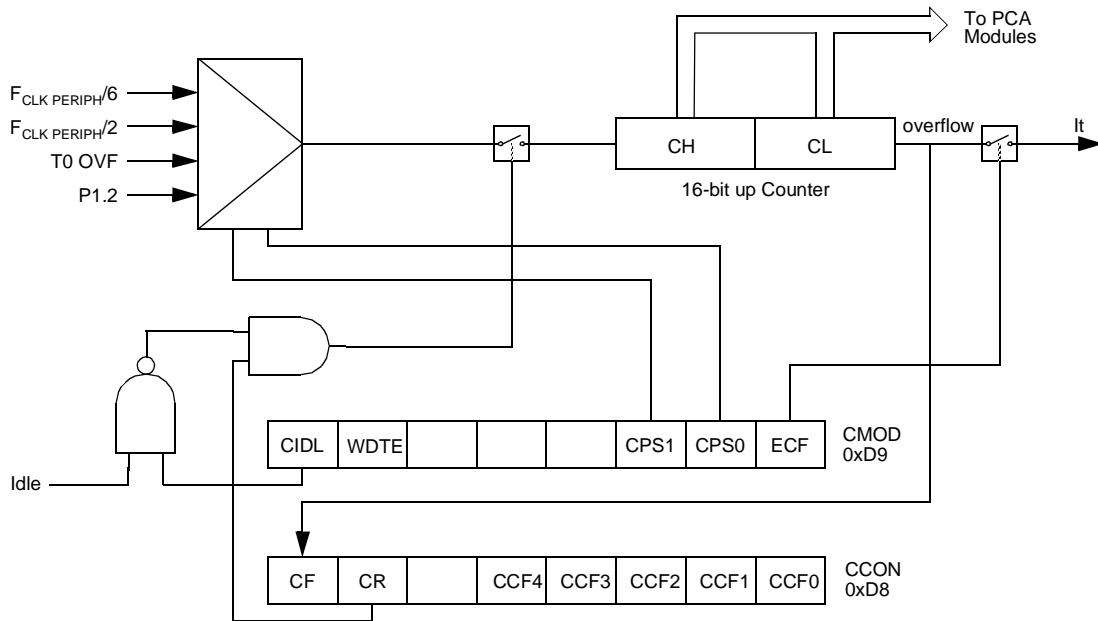 To PCA
Modules
FCLK PERIPH/6
FCLK PERIPH/2
T0 OVF
P1.2
CH
CL
overflow
It
16-bit up Counter
CIDL
WDTE
CPS1
CPS0
ECF
CMOD
0xD9
Idle
CF
CR
CCF4
CCF3
CCF2
CCF1
CCF0
CCON
0xD8